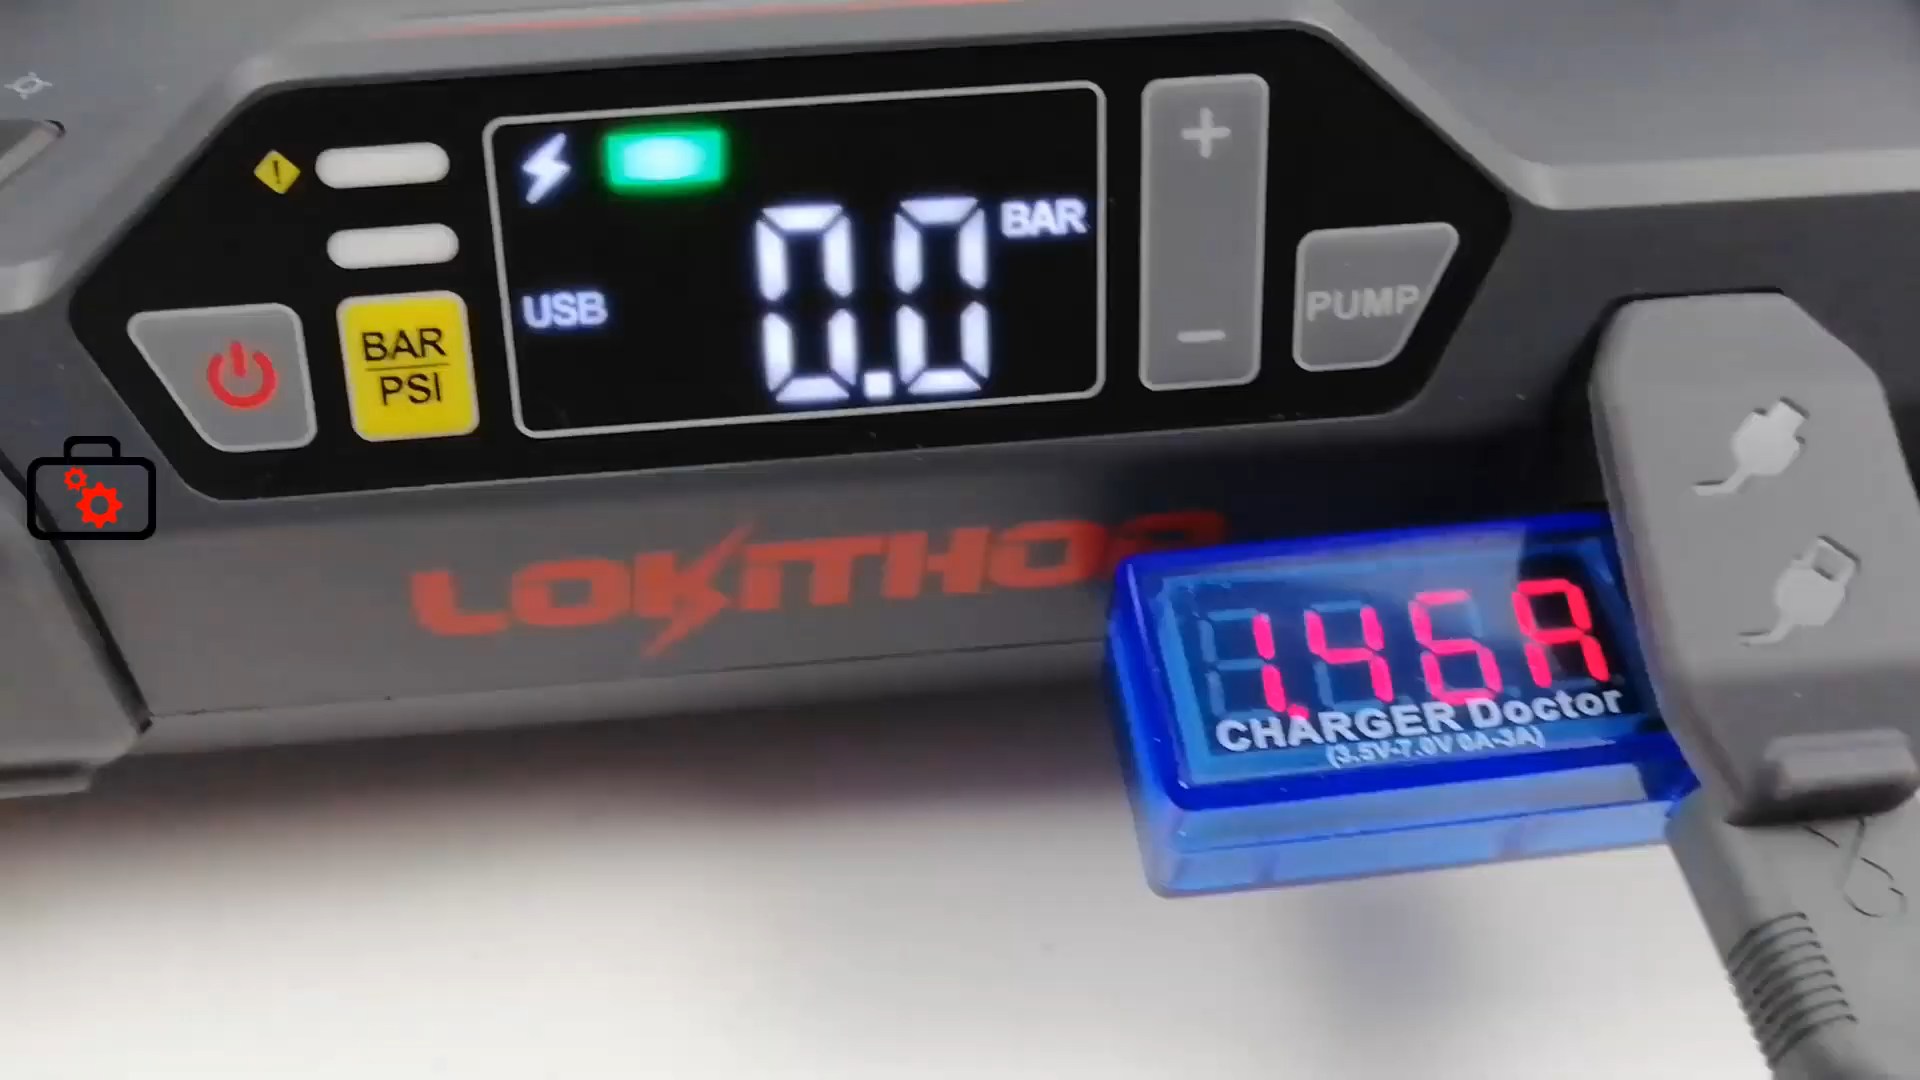 BAR
USB
0.0
BAR
PSI
+
-
PUMP
LOKITHOR
1.46A
CHARGER Doctor
(3.5V-7.0V 0A-3A)